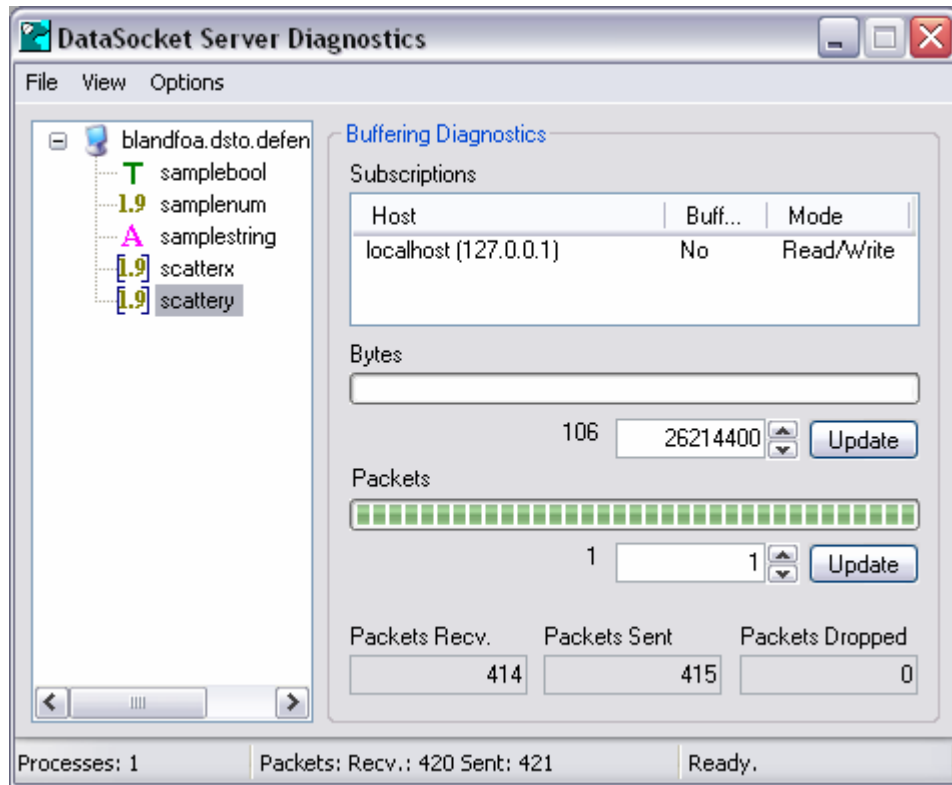 DataSocket Server Diagnostics
File View Options
blandfoa.dsto.defen
T samplebool
1.9 samplenum
A samplestring
[1.9] scatterx
[1.9] scattery
Buffering Diagnostics
Subscriptions
Host Buff... Mode
localhost (127.0.0.1) No Read/Write
Bytes
106 26214400 Update
Packets
1 1 Update
Packets Recv. Packets Sent Packets Dropped
414 415 0
Processes: 1 Packets: Recv.: 420 Sent: 421 Ready.